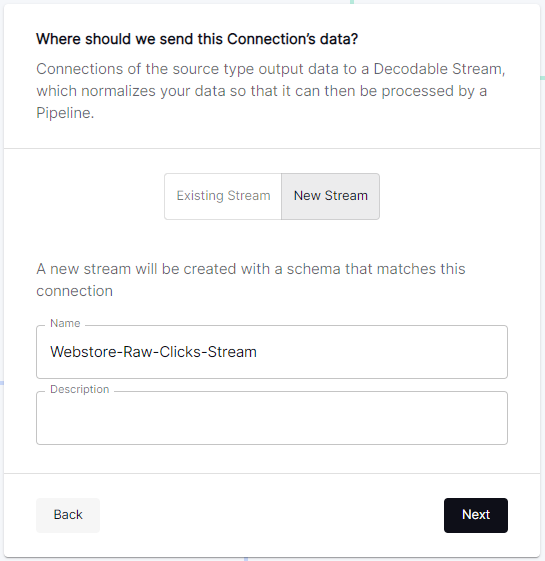 Where should we send this Connection’s data?
Connections of the source type output data to a Decodable Stream,
which normalizes your data so that it can then be processed by a
Pipeline.
Existing Stream
New Stream
A new stream will be created with a schema that matches this
connection
Name
Webstore-Raw-Clicks-Stream
Description
Back
Next